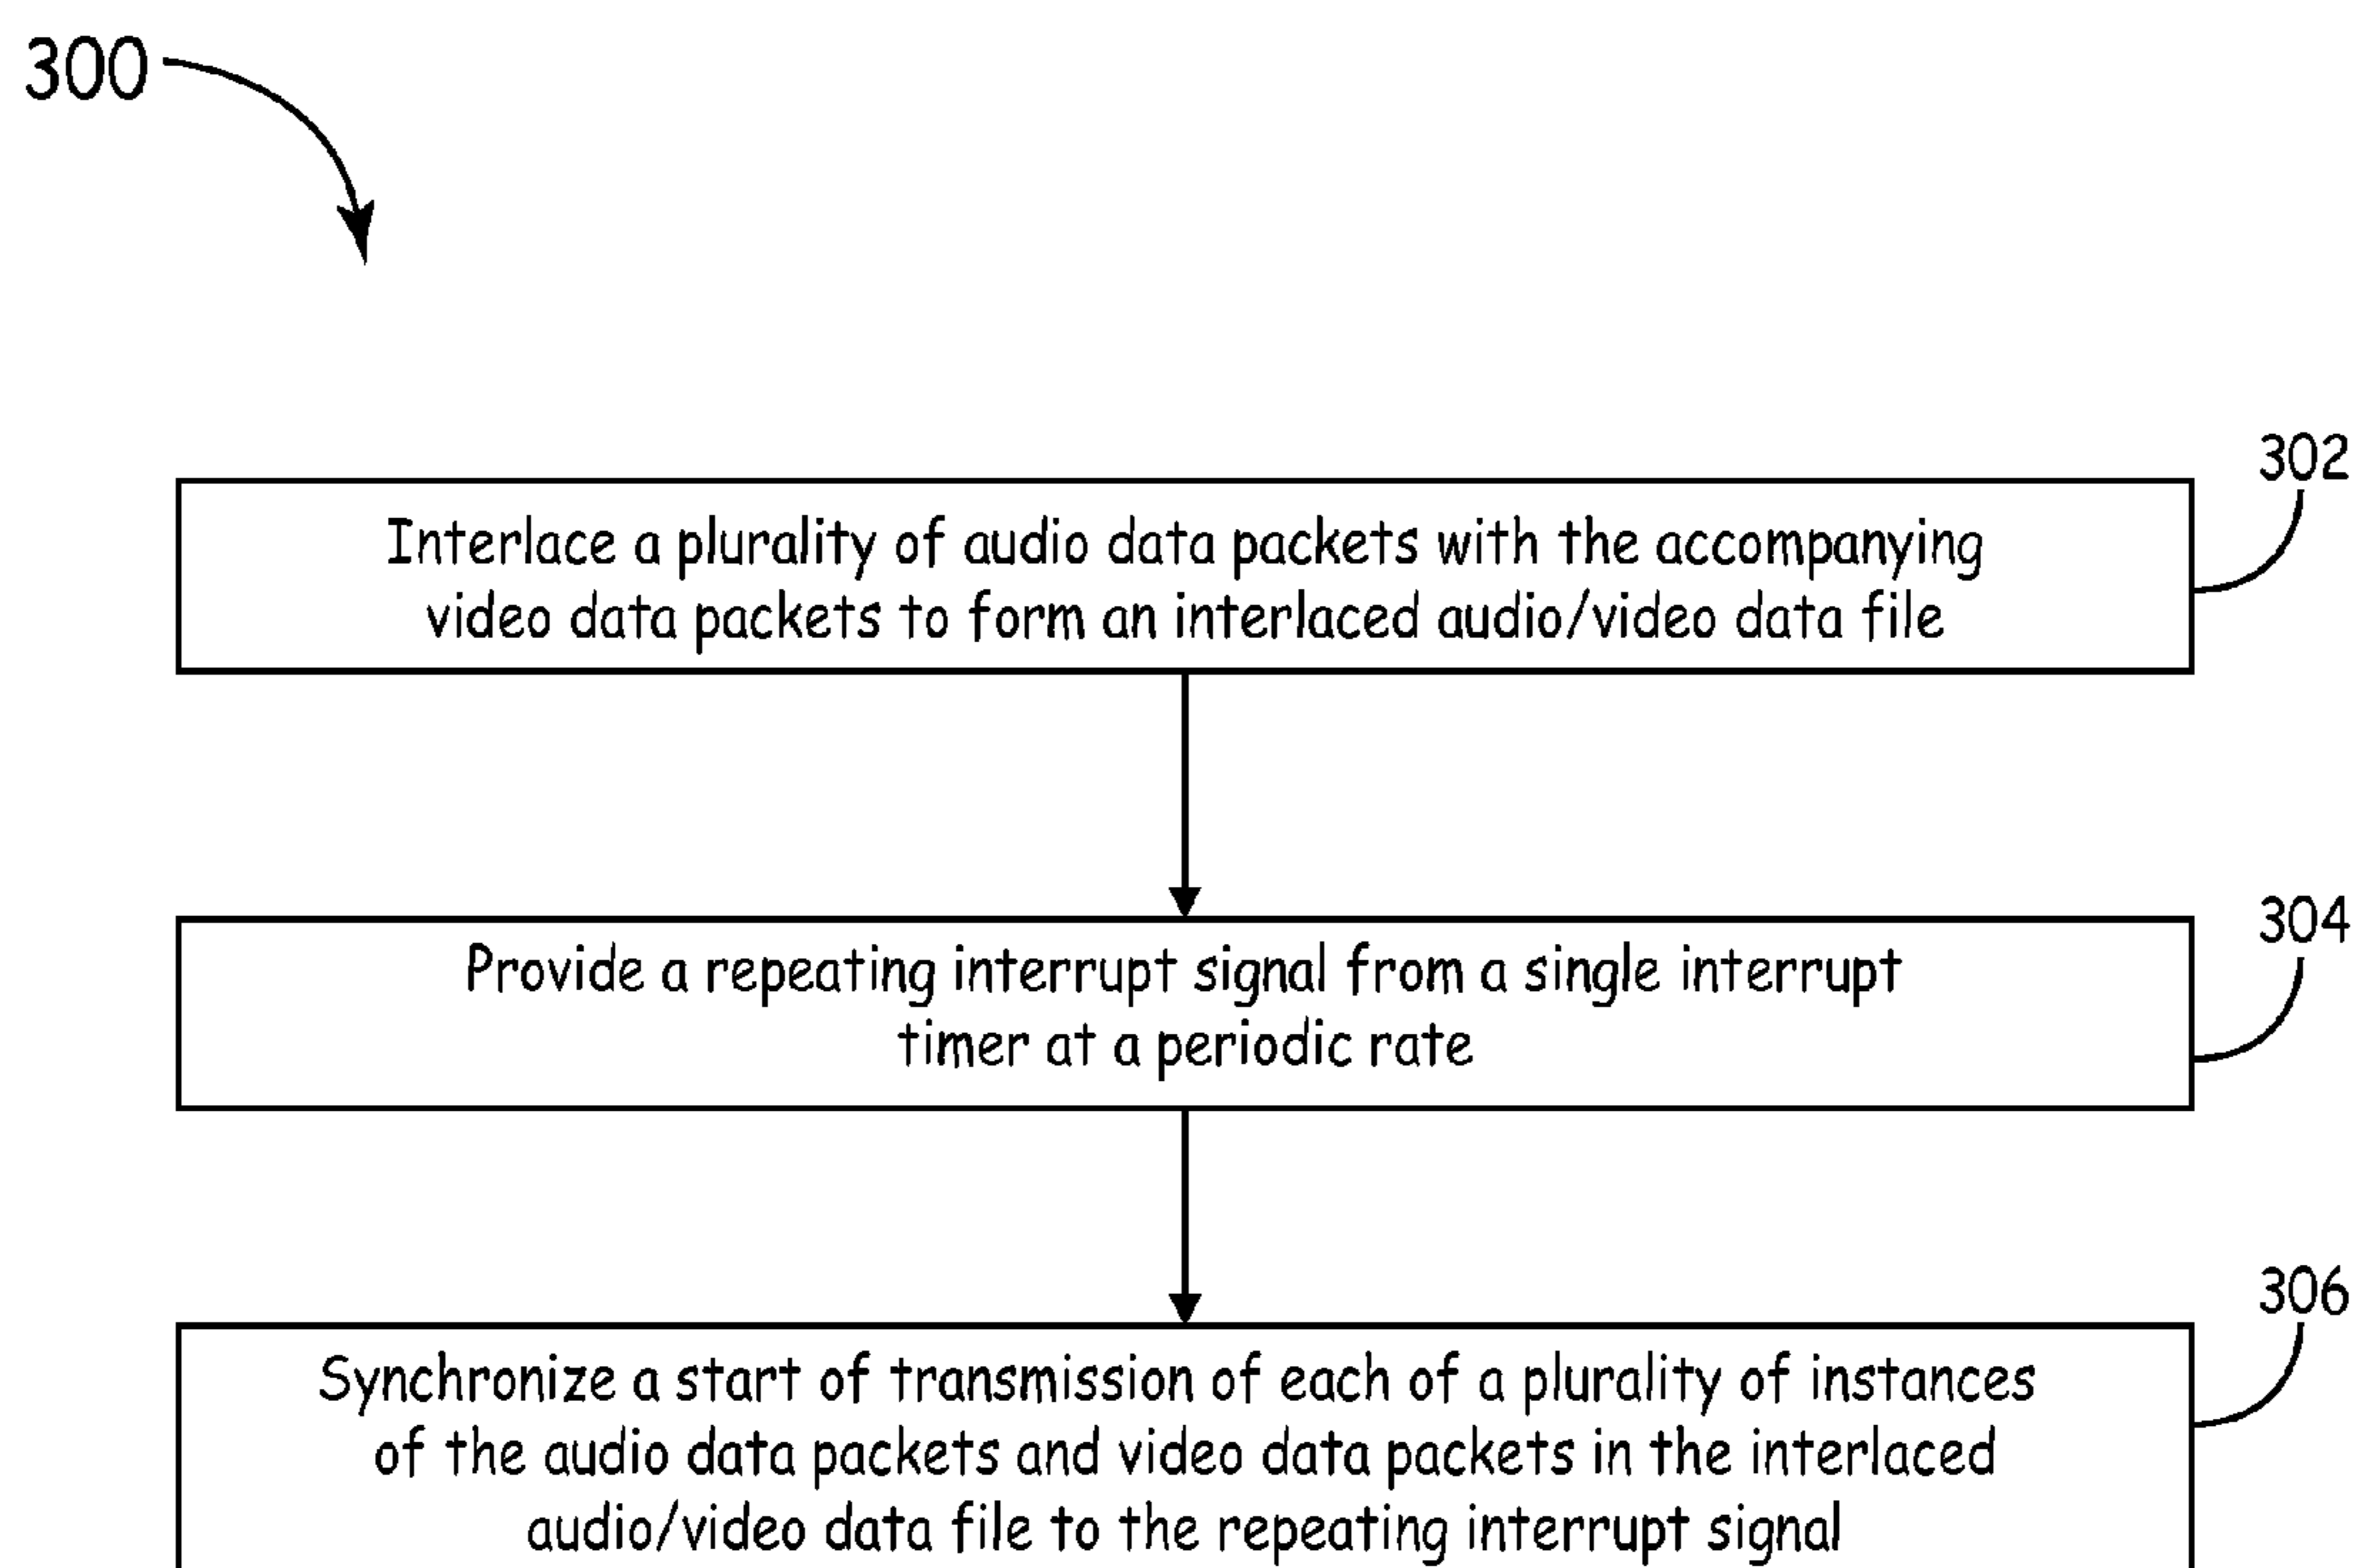 300
302
Interlace a plurality of audio data packets with the accompanying
video data packets to form an interlaced audio/video data file
304
Provide a repeating interrupt signal from a single interrupt
timer at a periodic rate
306
Synchronize a start of transmission of each of a plurality of instances
of the audio data packets and video data packets in the interlaced
audio/video data file to the repeating interrupt signal